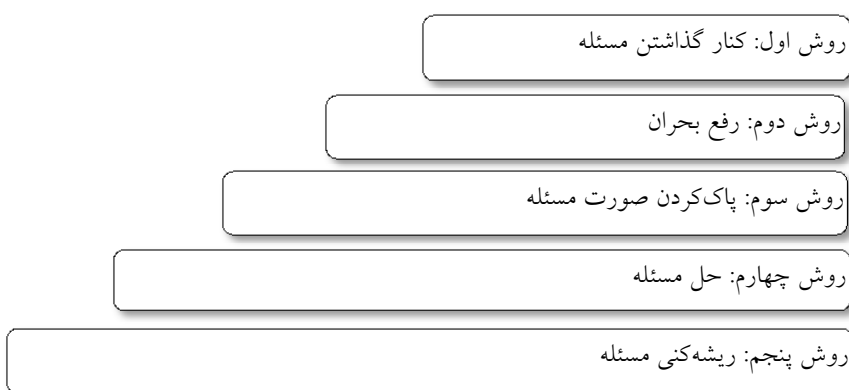 روش اول: کنار گذاشتن مسئله
روش دوم: رفع بحران
روش سوم: پاک‌کردن صورت مسئله
روش چهارم: حل مسئله
روش پنجم: ریشه‌کنی مسئله